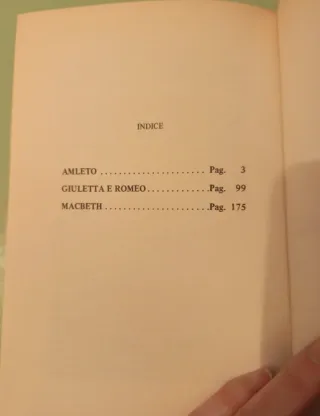 INDICE
AMLETO ...................... Pag. 3
GIULETTA E ROMEO............. Pag. 99
MACBETH ......................Pag. 175